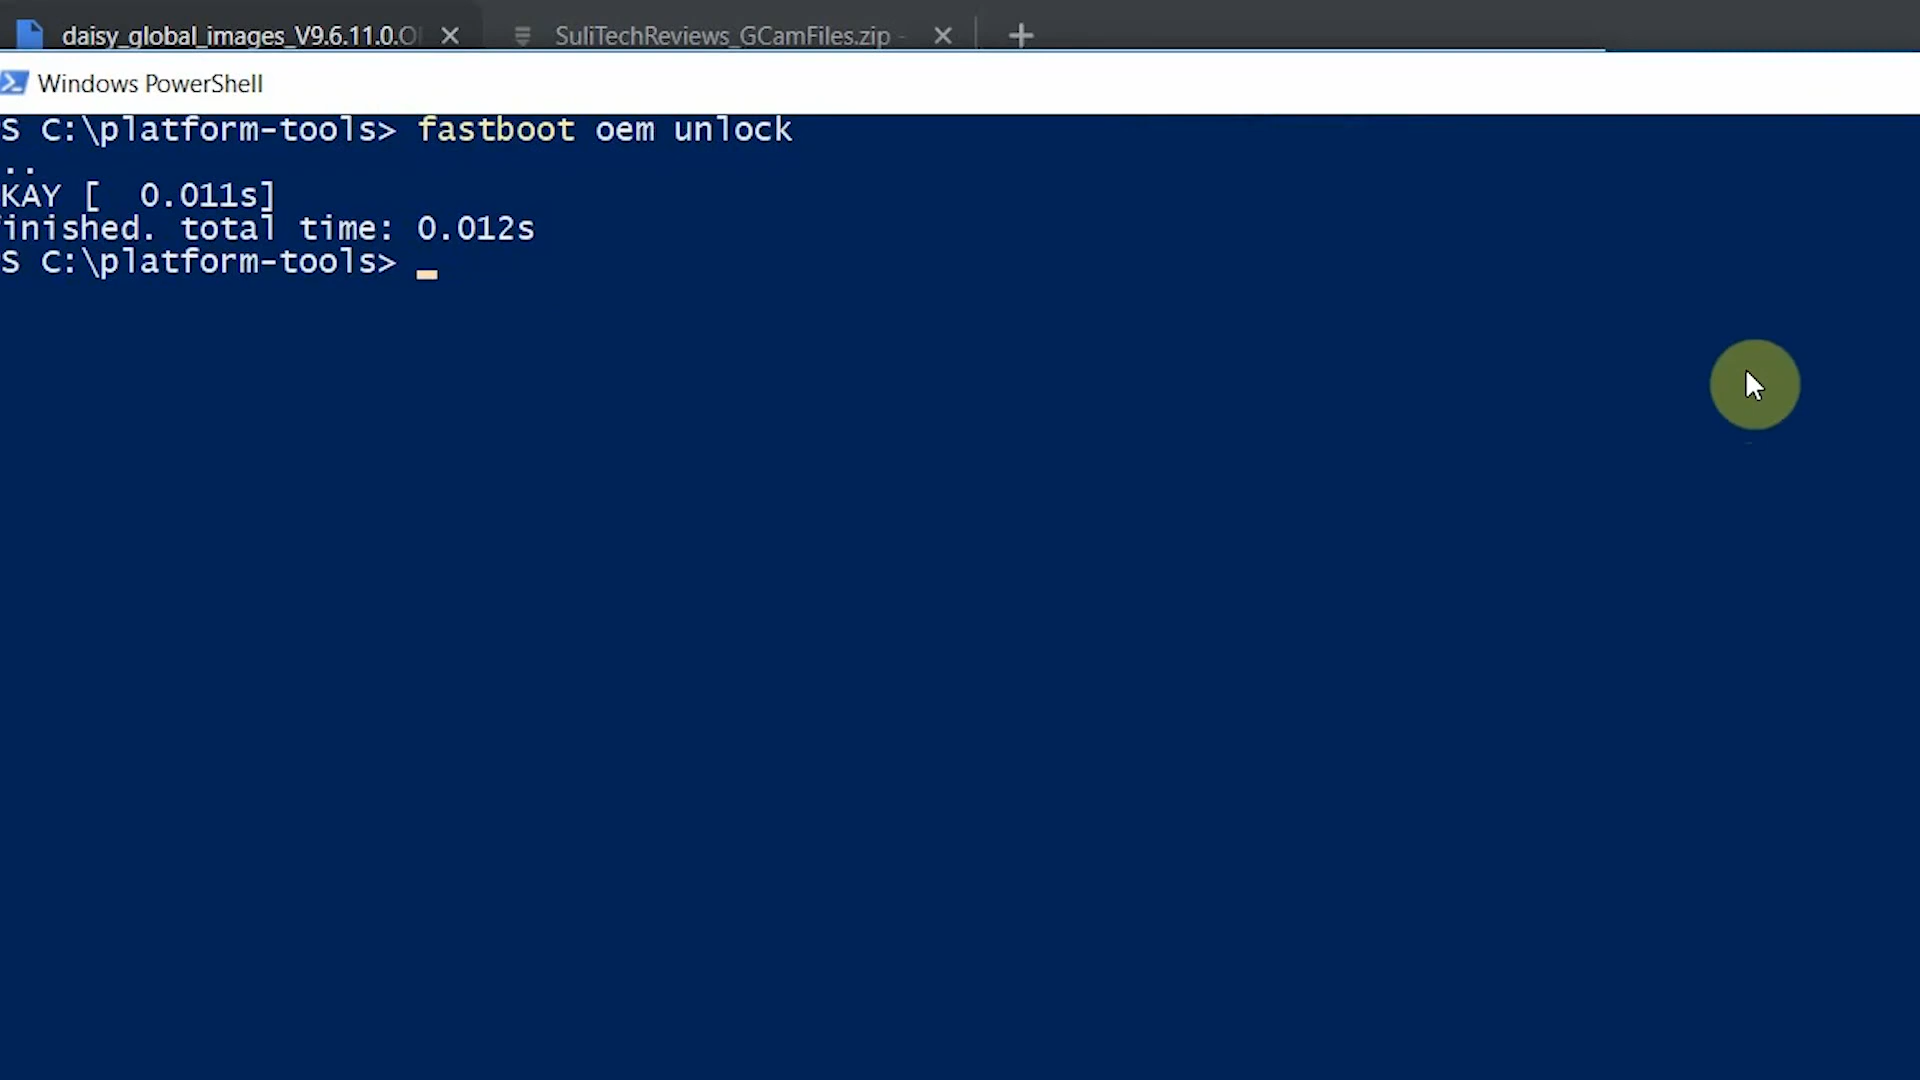 daisy_global_images_V9.6.11.0.O
SuliTechReviews_GCamFiles.zip -
Windows PowerShell
S C:\platform-tools> fastboot oem unlock
..
KAY [  0.011s]
inished. total time: 0.012s
S C:\platform-tools>